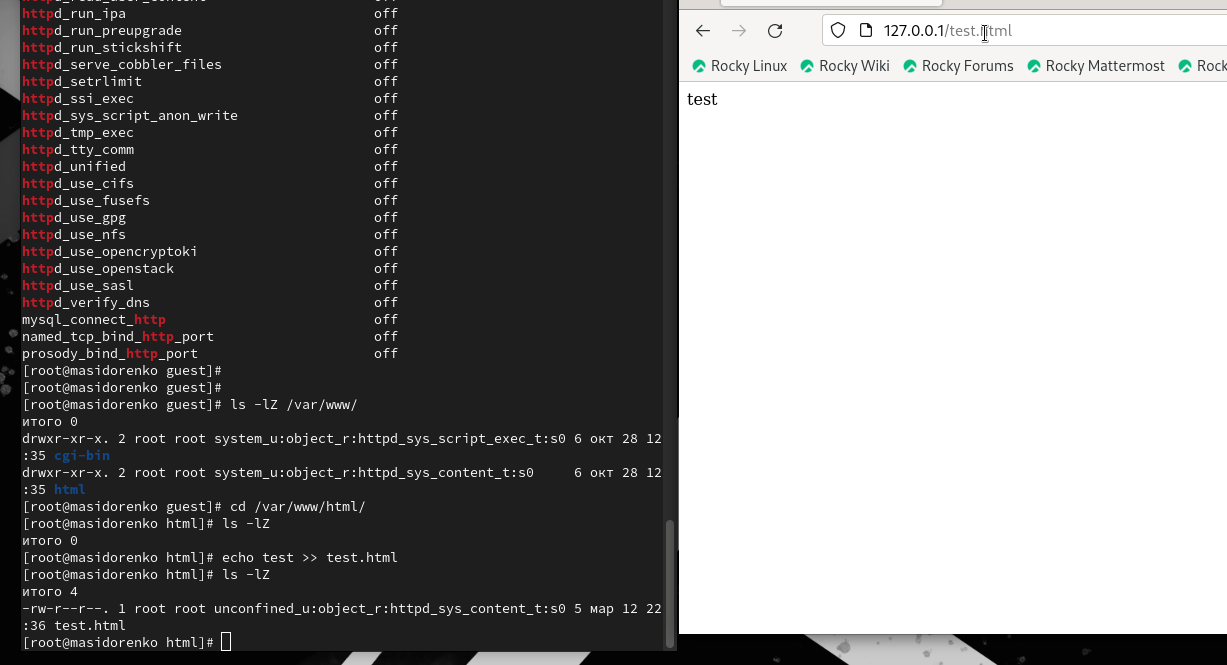 httpd_run_ipa off
httpd_run_preupgrade off
httpd_run_stickshift off
httpd_serve_cobbler_files off
httpd_setrlimit off
httpd_ssi_exec off
httpd_sys_script_anon_write off
httpd_tmp_exec off
httpd_tty_comm off
httpd_unified off
httpd_use_cifs off
httpd_use_fusefs off
httpd_use_gpg off
httpd_use_nfs off
httpd_use_opencryptoki off
httpd_use_openstack off
httpd_use_sasl off
httpd_verify_dns off
mysql_connect_http off
named_tcp_bind_http_port off
prosody_bind_http_port off
[root@masidorenko guest]#
[root@masidorenko guest]#
[root@masidorenko guest]# ls -lZ /var/www/
итого 0
drwxr-xr-x. 2 root root system_u:object_r:httpd_sys_script_exec_t:s0 6 окт 28 12
:35 cgi-bin
drwxr-xr-x. 2 root root system_u:object_r:httpd_sys_content_t:s0     6 окт 28 12
:35 html
[root@masidorenko guest]# cd /var/www/html/
[root@masidorenko html]# ls -lZ
итого 0
[root@masidorenko html]# echo test >> test.html
[root@masidorenko html]# ls -lZ
итого 4
-rw-r--r--. 1 root root unconfined_u:object_r:httpd_sys_content_t:s0 5 мар 12 22
:36 test.html
[root@masidorenko html]#
127.0.0.1/test.html
Rocky Linux Rocky Wiki Rocky Forums Rocky Mattermost Rock
test